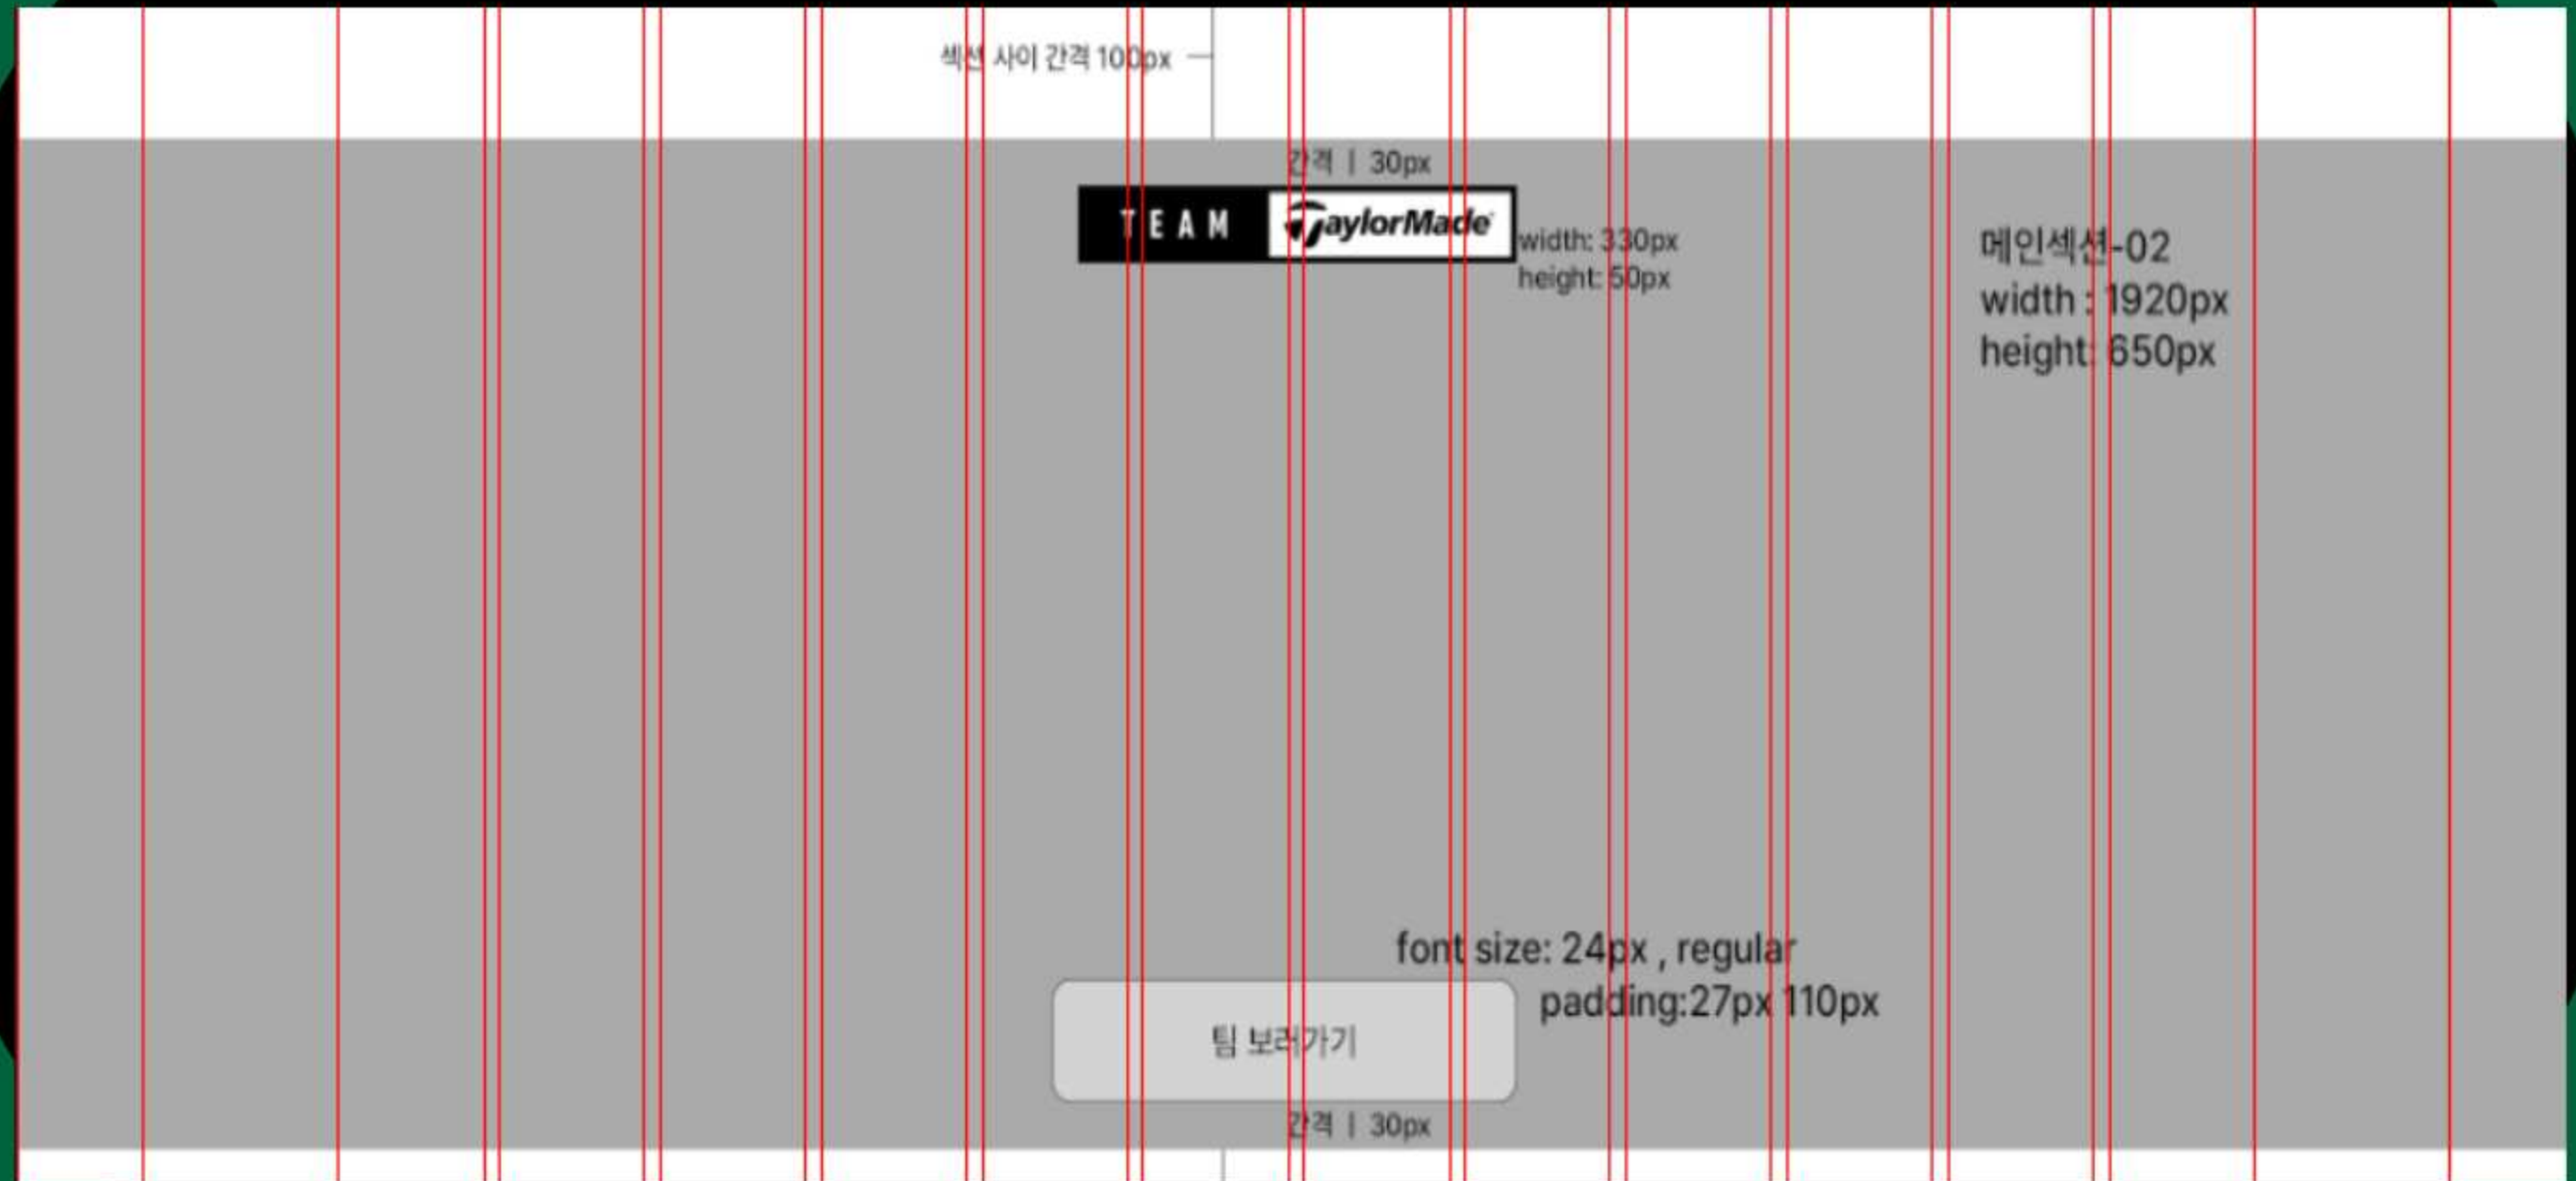 섹션 사이 간격 100px
간격 | 30px
TEAM TaylorMade
width: 330px
height: 50px
메인섹션-02
width : 1920px
height: 650px
font size: 24px , regular
padding:27px 110px
팀 보러가기
간격 | 30px